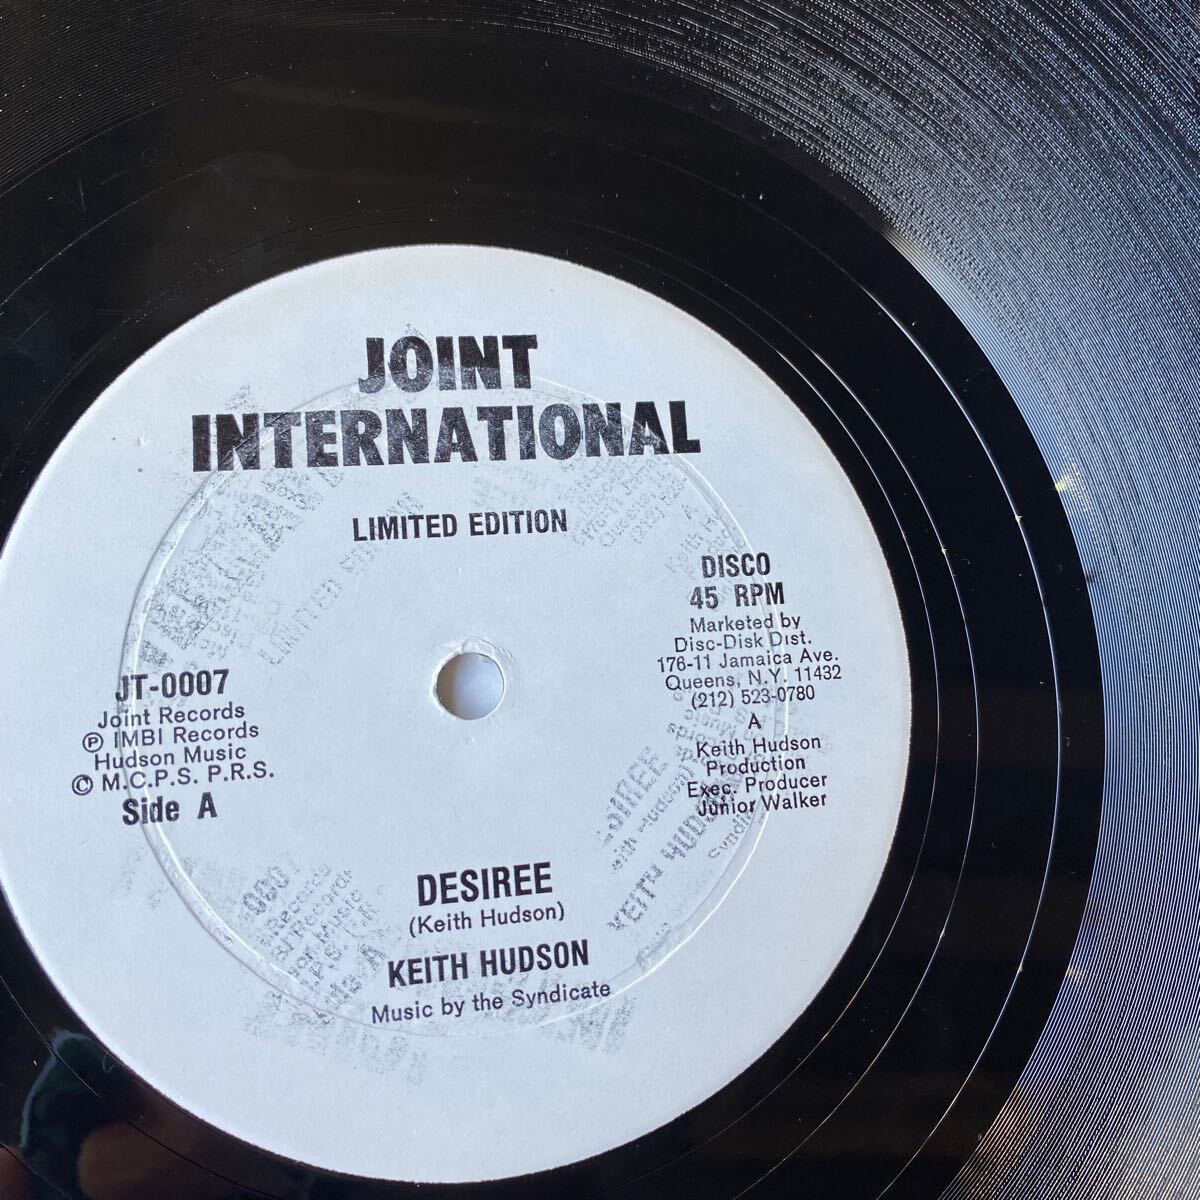 JOINT
INTERNATIONAL
LIMITED EDITION
DISCO
45 RPM
Marketed by
Disc-Disk Dist.
176-11 Jamaica Ave.
Queens, N.Y. 11432
(212) 523-0780
A
Keith Hudson
Production
Exec. Producer
Junior Walker
JT-0007
Joint Records
Ⓟ IMBI Records
Hudson Music
© M.C.P.S. P.R.S.
Side A
DESIREE
(Keith Hudson)
KEITH HUDSON
Music by the Syndicate